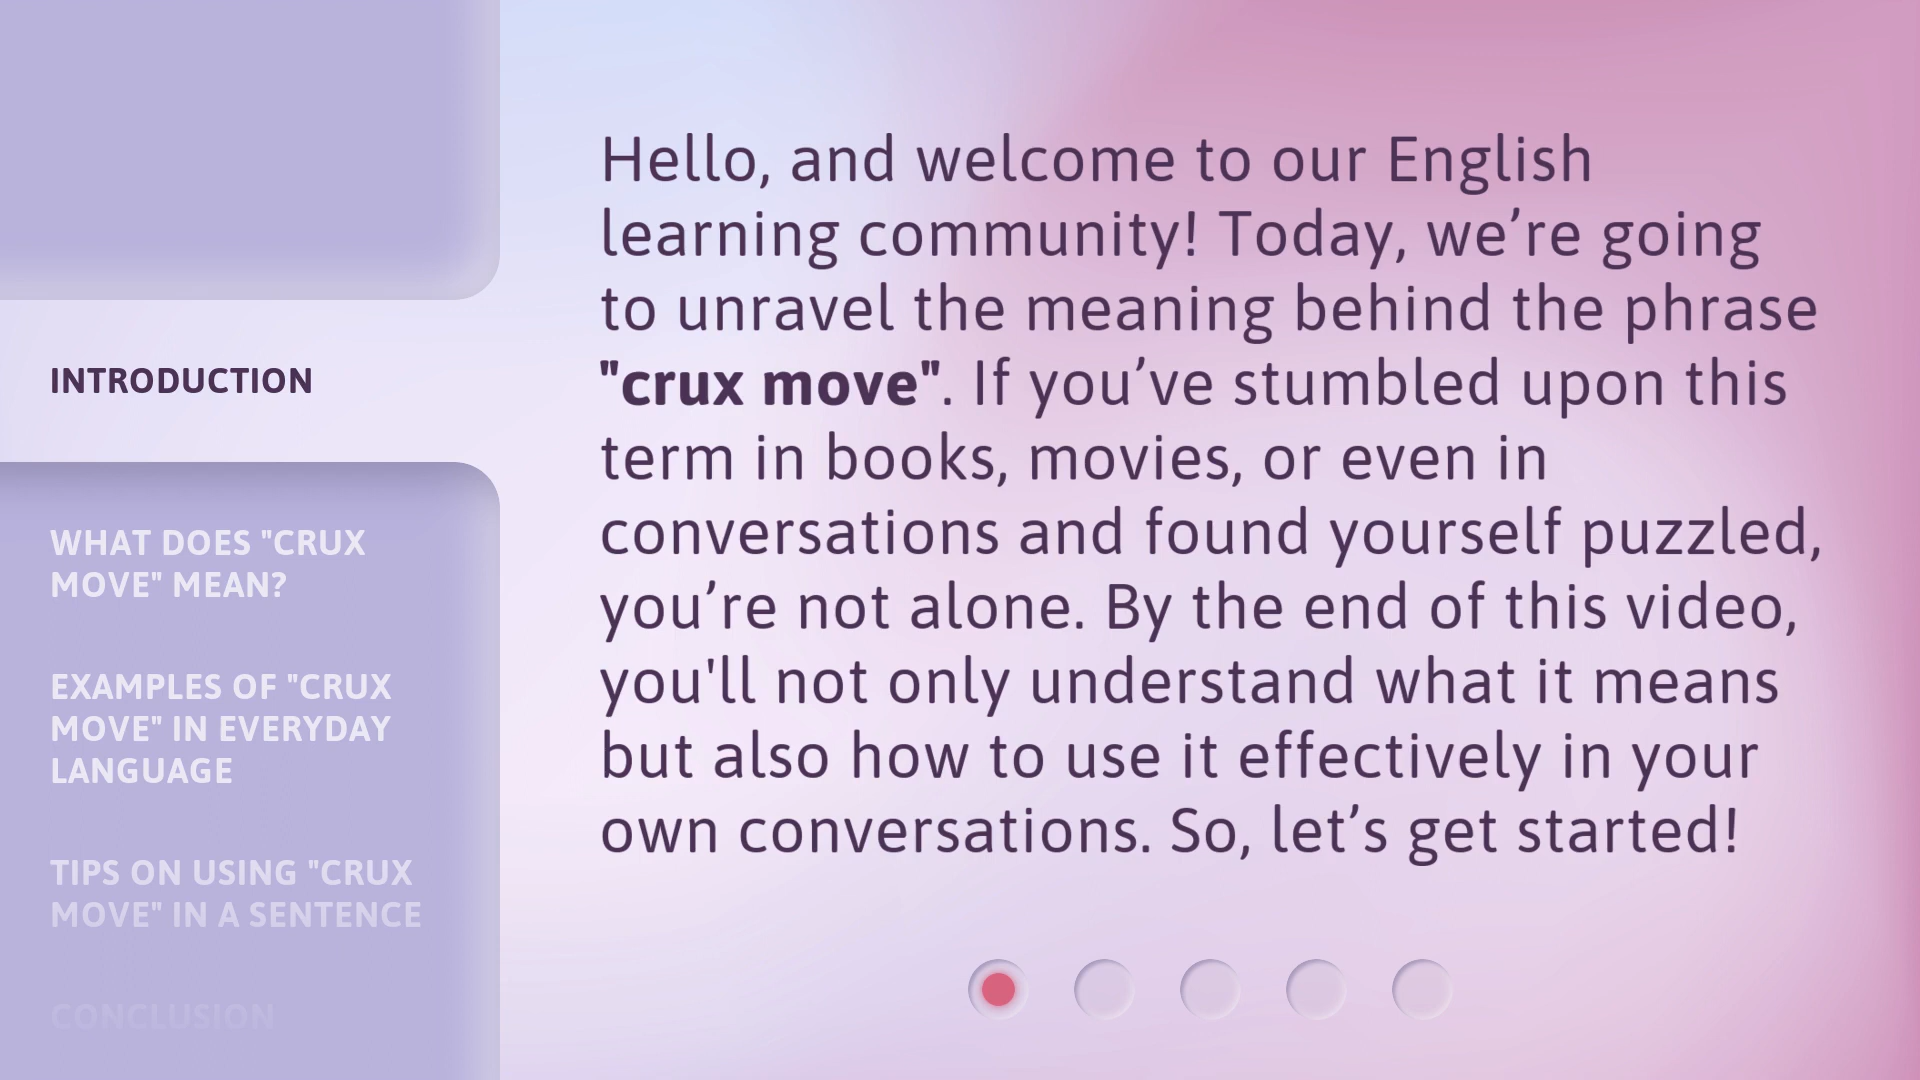 INTRODUCTION
WHAT DOES "CRUX
MOVE" MEAN?
EXAMPLES OF "CRUX
MOVE" IN EVERYDAY
LANGUAGE
TIPS ON USING "CRUX
MOVE" IN A SENTENCE
CONCLUSION
Hello, and welcome to our English
learning community! Today, we’re going
to unravel the meaning behind the phrase
"crux move". If you’ve stumbled upon this
term in books, movies, or even in
conversations and found yourself puzzled,
you’re not alone. By the end of this video,
you'll not only understand what it means
but also how to use it effectively in your
own conversations. So, let’s get started!